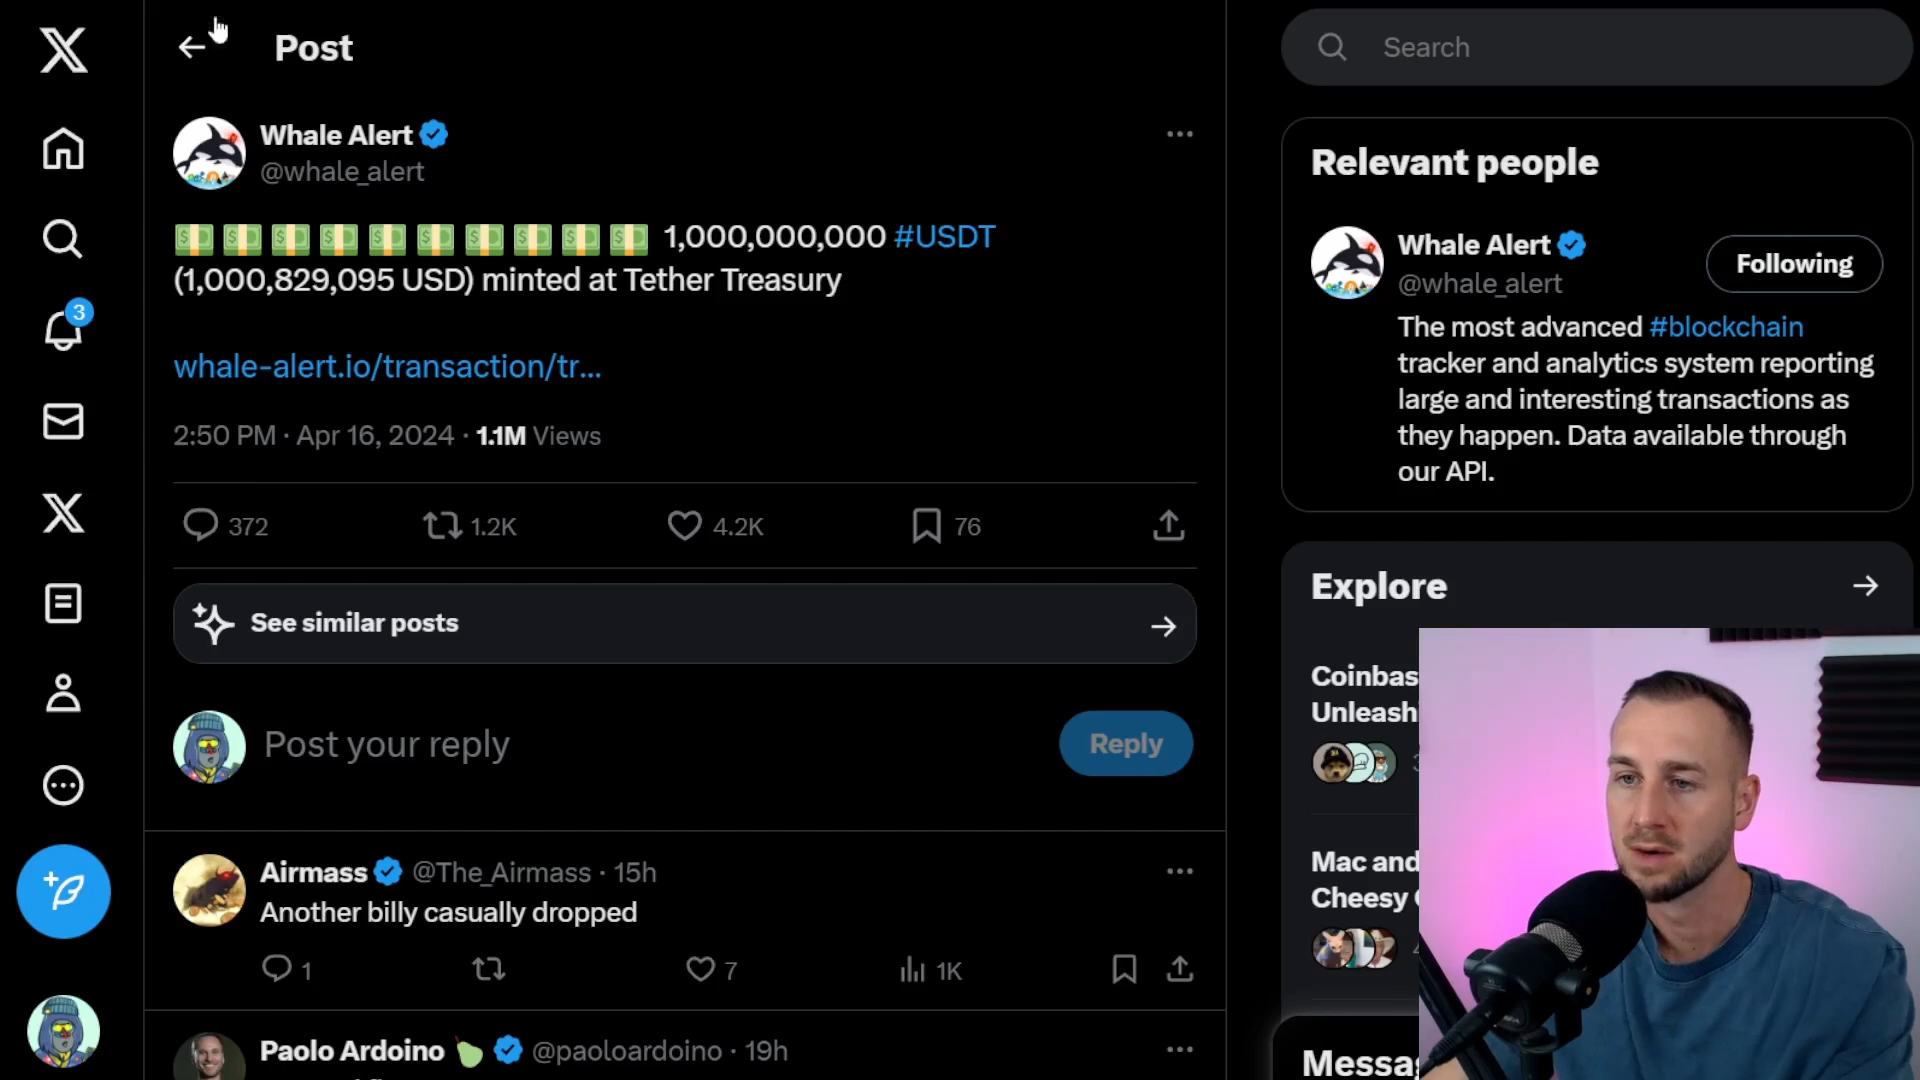 Post
Whale Alert
@whale_alert
1,000,000,000 #USDT
(1,000,829,095 USD) minted at Tether Treasury
whale-alert.io/transaction/tr...
2:50 PM · Apr 16, 2024 · 1.1M Views
372 1.2K 4.2K 76
See similar posts
Post your reply
Reply
Airmass @The_Airmass · 15h
Another billy casually dropped
1 7 1K
Paolo Ardoino @paoloardoino · 19h
3
Search
Relevant people
Whale Alert
@whale_alert
Following
The most advanced #blockchain
tracker and analytics system reporting
large and interesting transactions as
they happen. Data available through
our API.
Explore
Coinbas
Unleash
Mac and
Cheesy
Messag